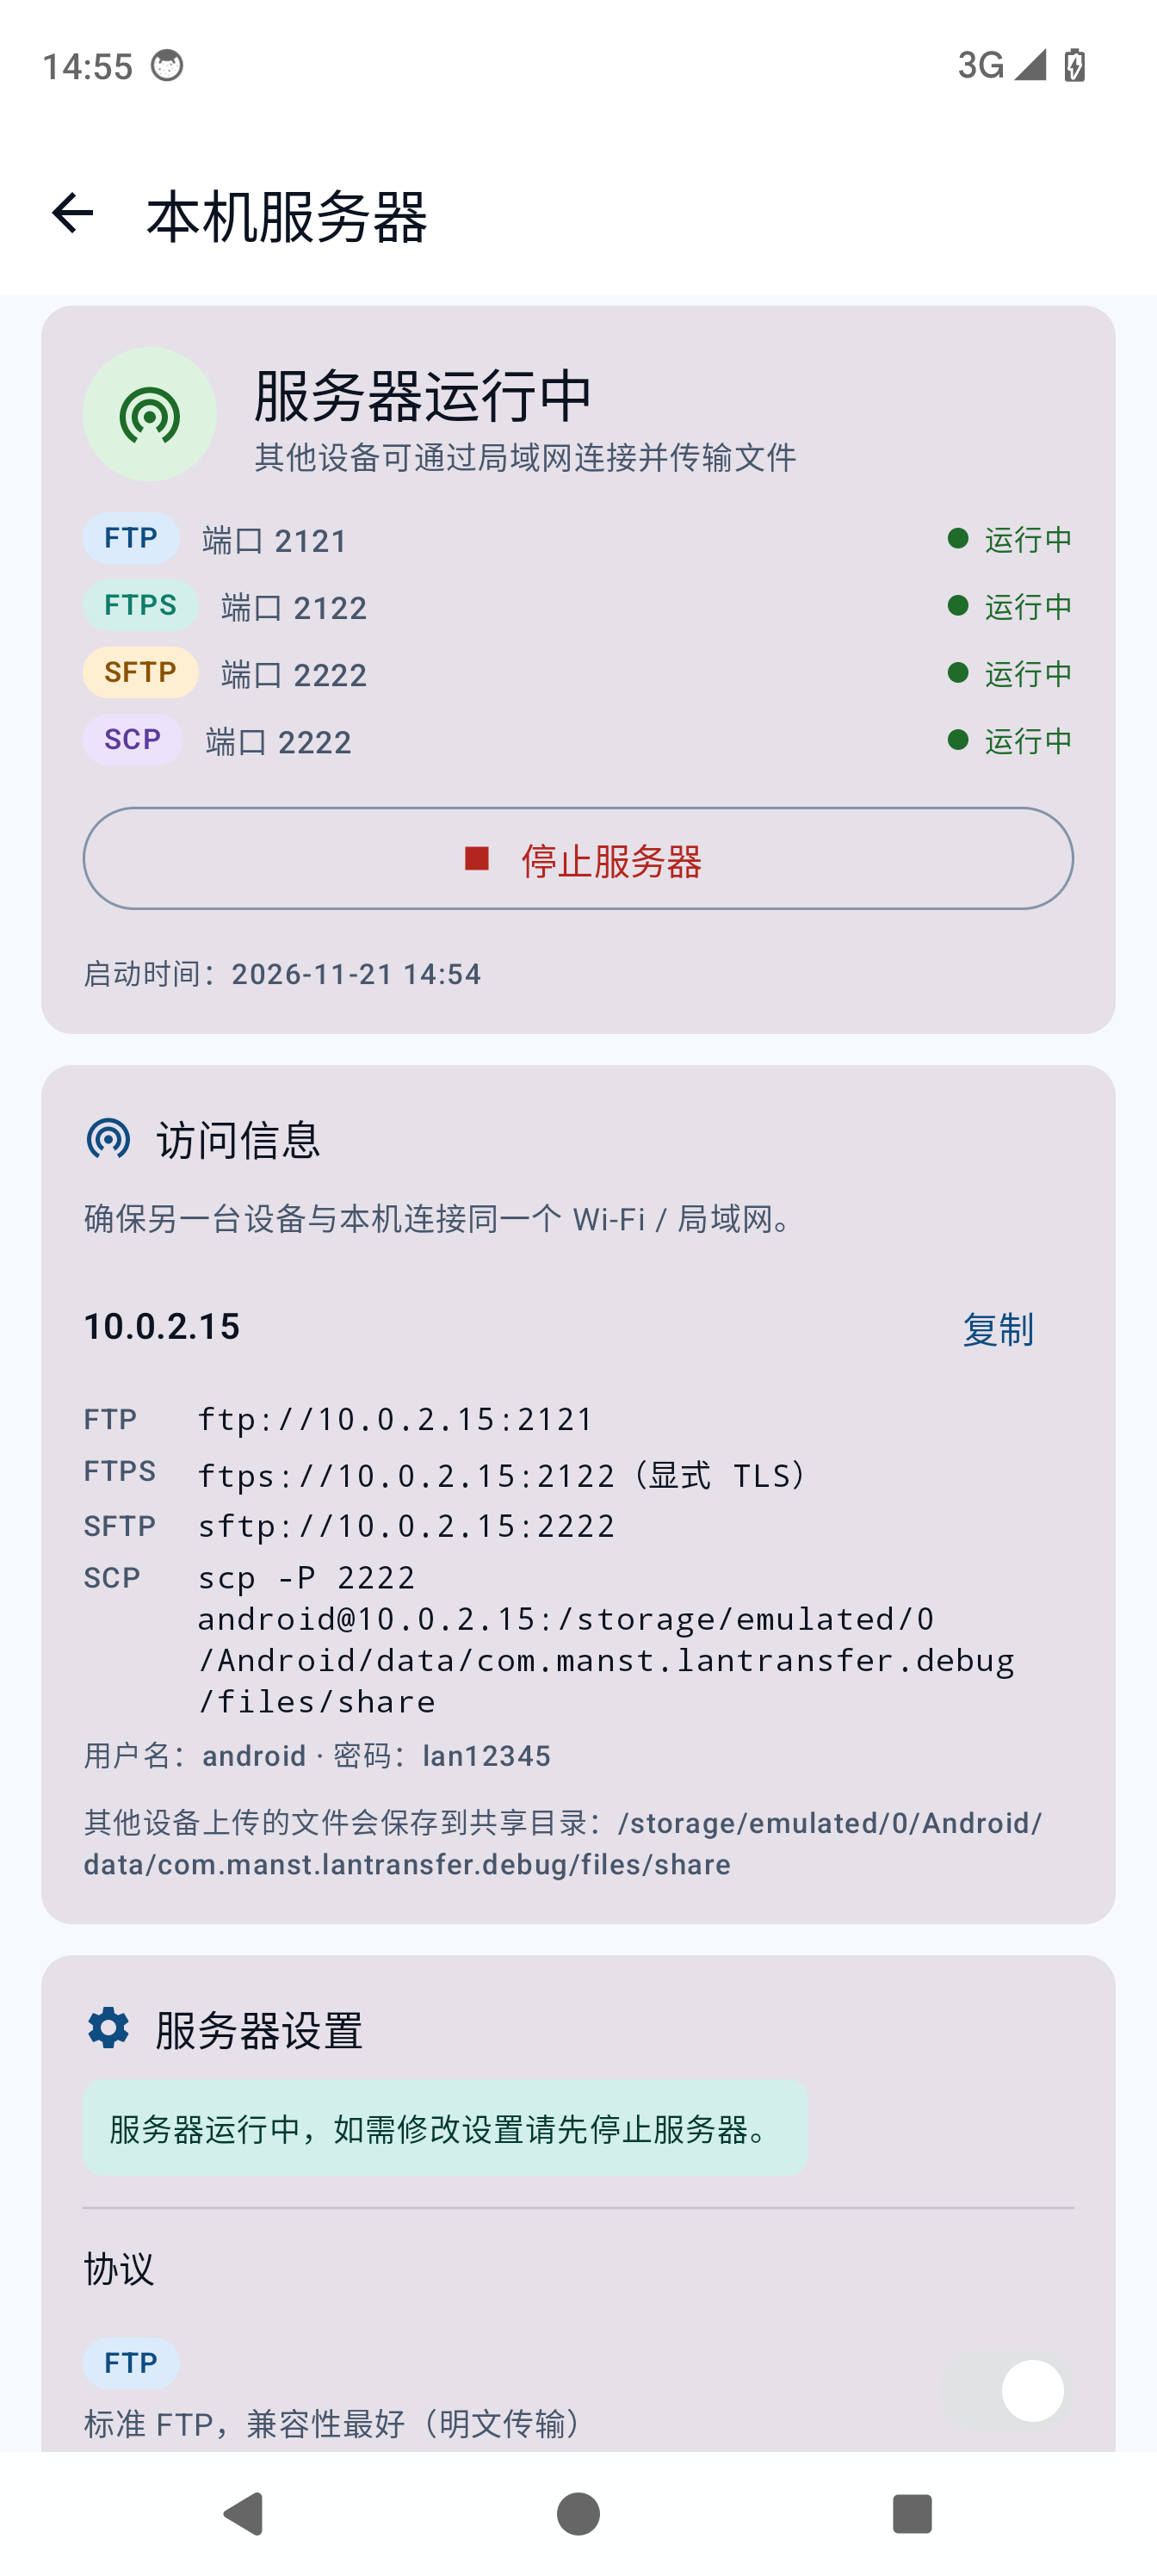 14:55 3G
本机服务器
服务器运行中
其他设备可通过局域网连接并传输文件
FTP 端口 2121 运行中
FTPS 端口 2122 运行中
SFTP 端口 2222 运行中
SCP 端口 2222 运行中
停止服务器
启动时间：2026-11-21 14:54
访问信息
确保另一台设备与本机连接同一个 Wi-Fi / 局域网。
10.0.2.15 复制
FTP ftp://10.0.2.15:2121
FTPS ftps://10.0.2.15:2122（显式 TLS）
SFTP sftp://10.0.2.15:2222
SCP scp -P 2222
android@10.0.2.15:/storage/emulated/0
/Android/data/com.manst.lantransfer.debug
/files/share
用户名：android · 密码：lan12345
其他设备上传的文件会保存到共享目录：/storage/emulated/0/Android/
data/com.manst.lantransfer.debug/files/share
服务器设置
服务器运行中，如需修改设置请先停止服务器。
协议
FTP
标准 FTP，兼容性最好（明文传输）